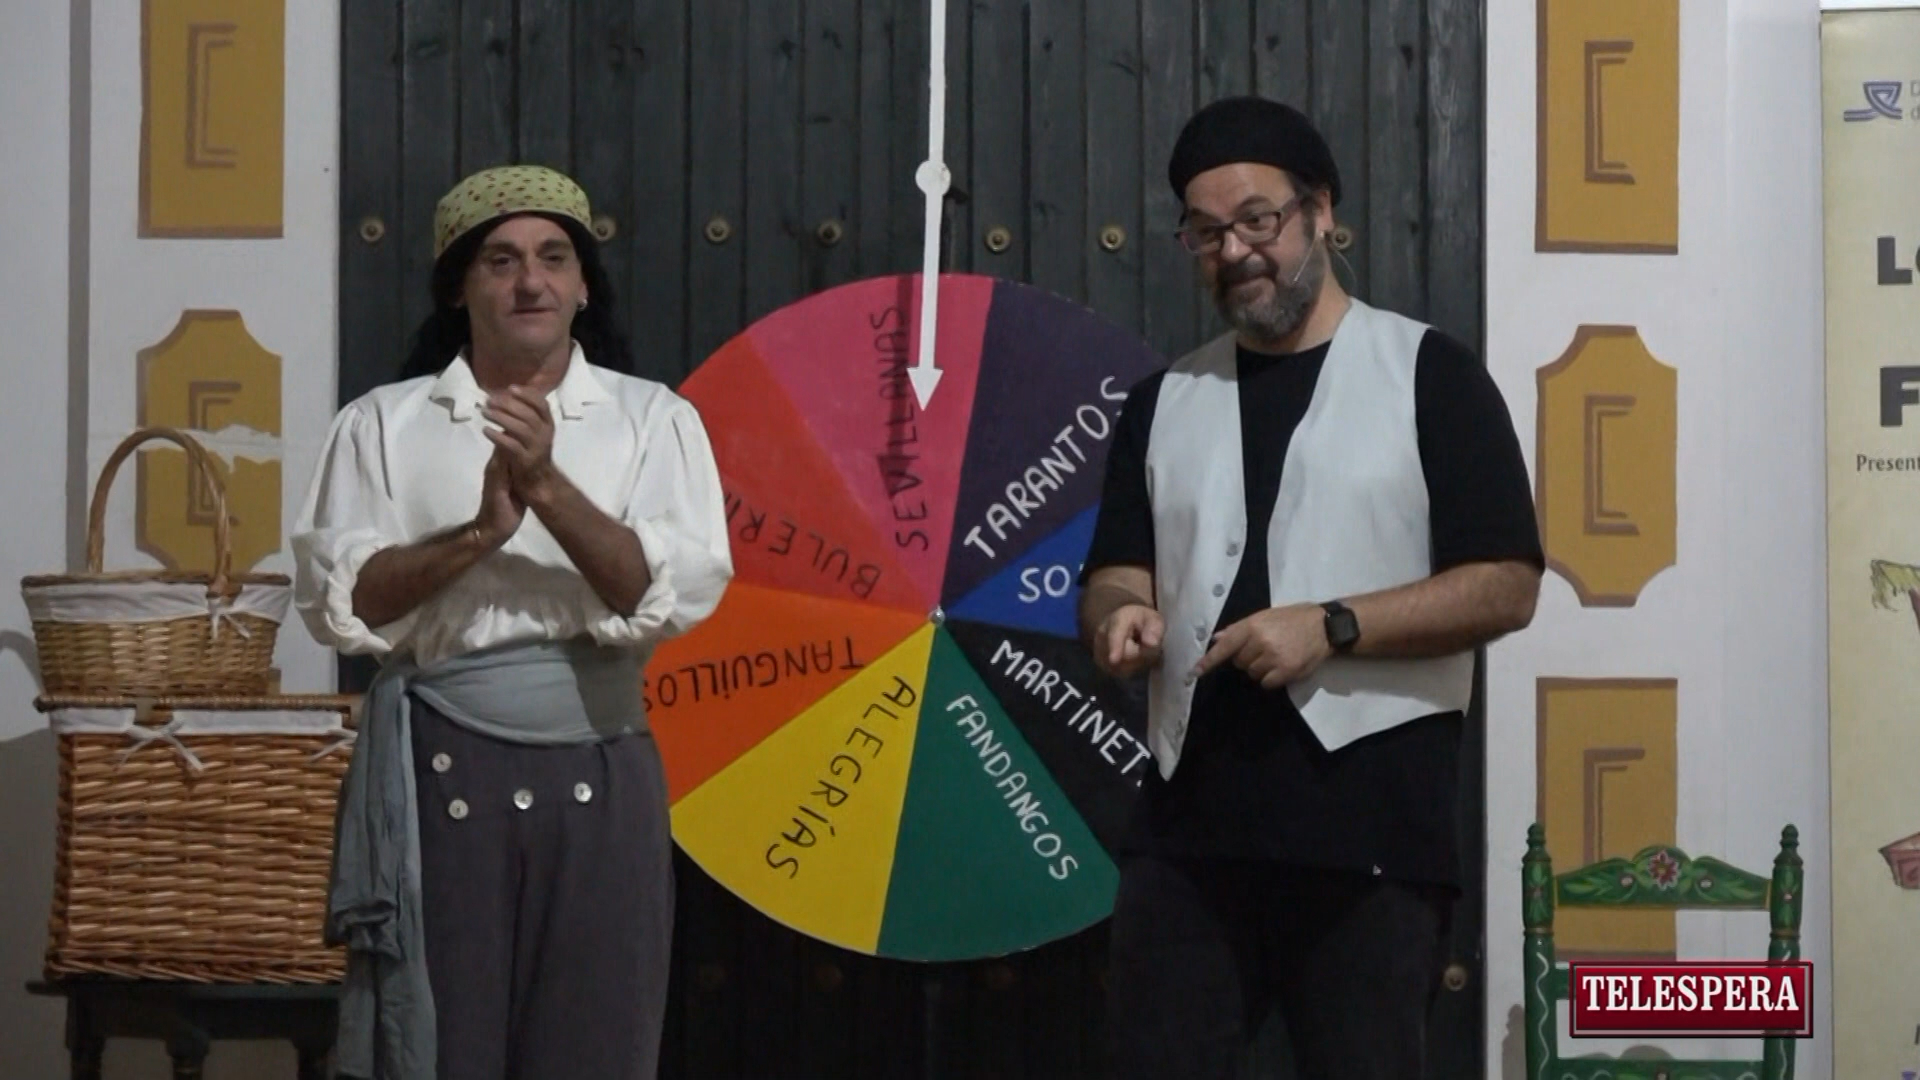 SEVILLANAS
TARANTOS
MARTINET
FANDANGOS
ALEGRÍAS
TANGUILLOS
BULERI
SO
F
Present
TELESPERA